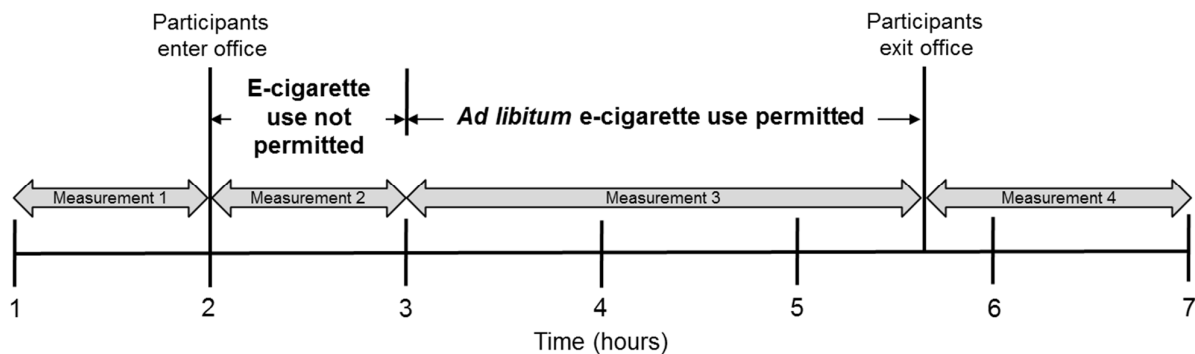 Participants
enter office
Participants
exit office
E-cigarette
use not
permitted
Ad libitum e-cigarette use permitted
Measurement 1
Measurement 2
Measurement 3
Measurement 4
1 2 3 4 5 6 7
Time (hours)